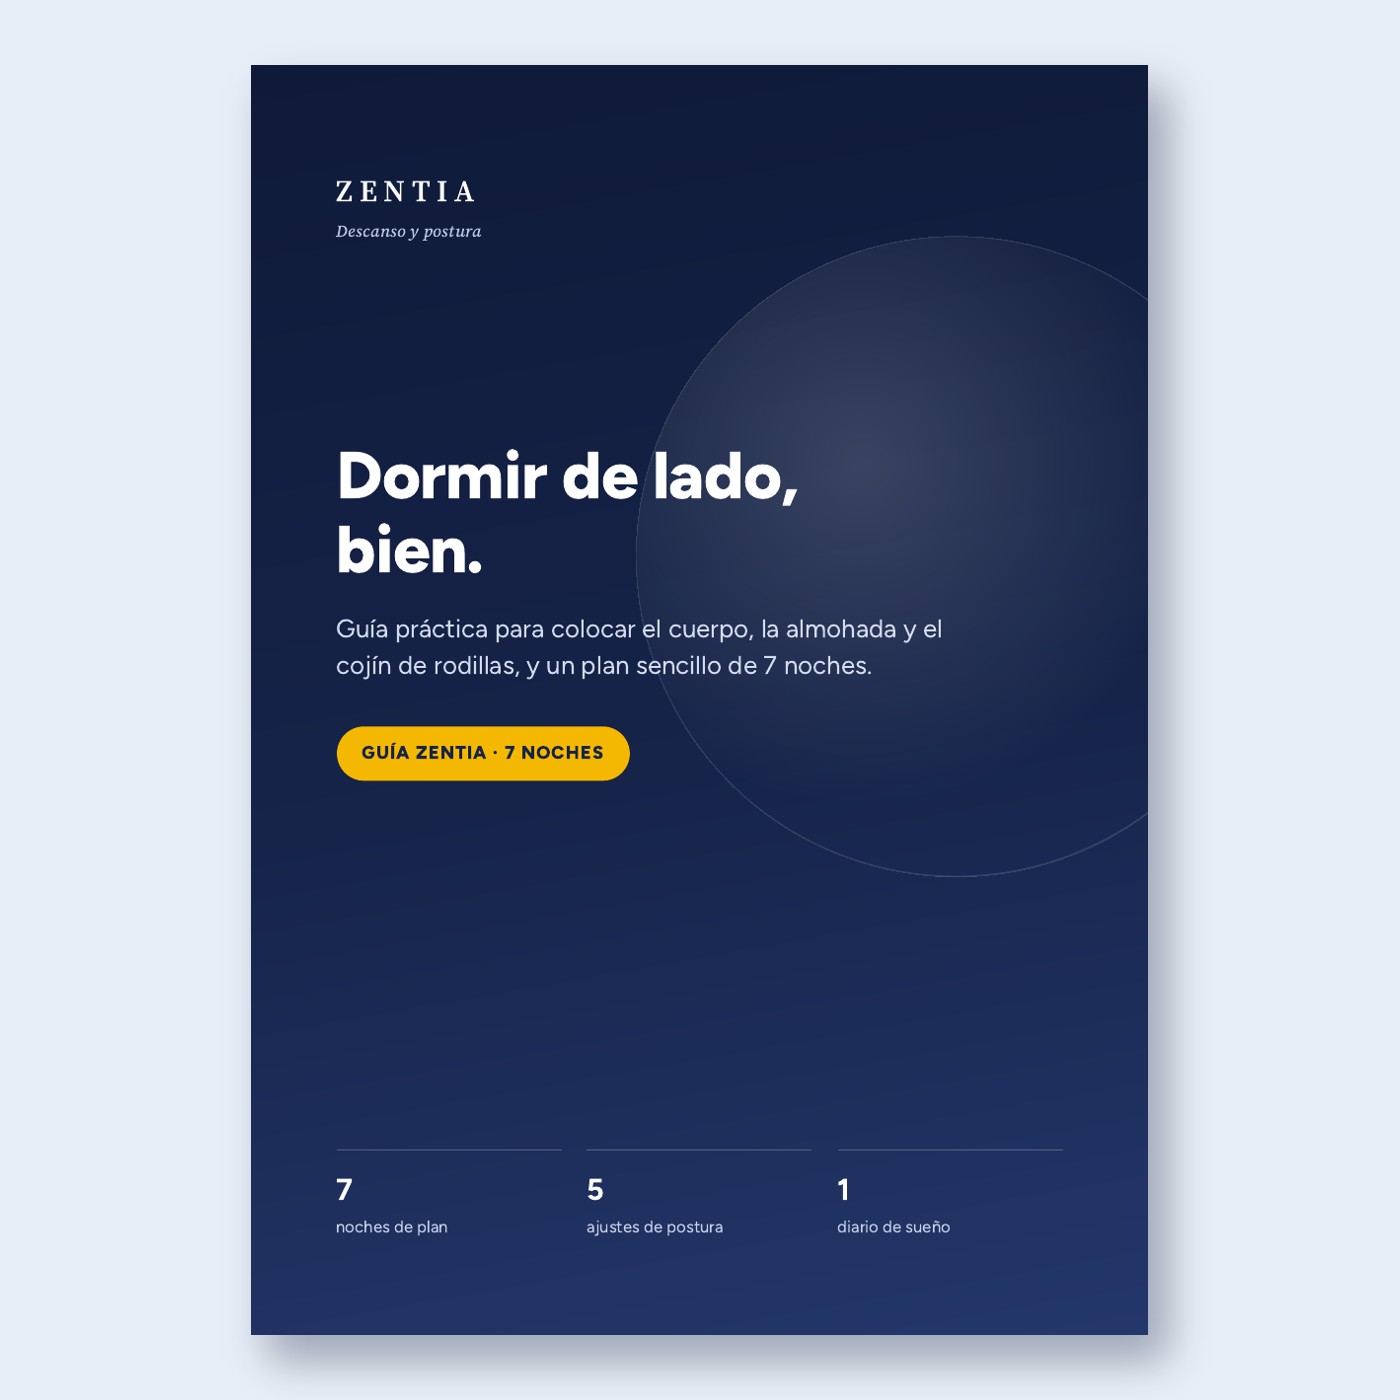 ZENTIA
Descanso y postura
Dormir de lado,
bien.
Guía práctica para colocar el cuerpo, la almohada y el
cojín de rodillas, y un plan sencillo de 7 noches.
GUÍA ZENTIA · 7 NOCHES
7
noches de plan
5
ajustes de postura
1
diario de sueño